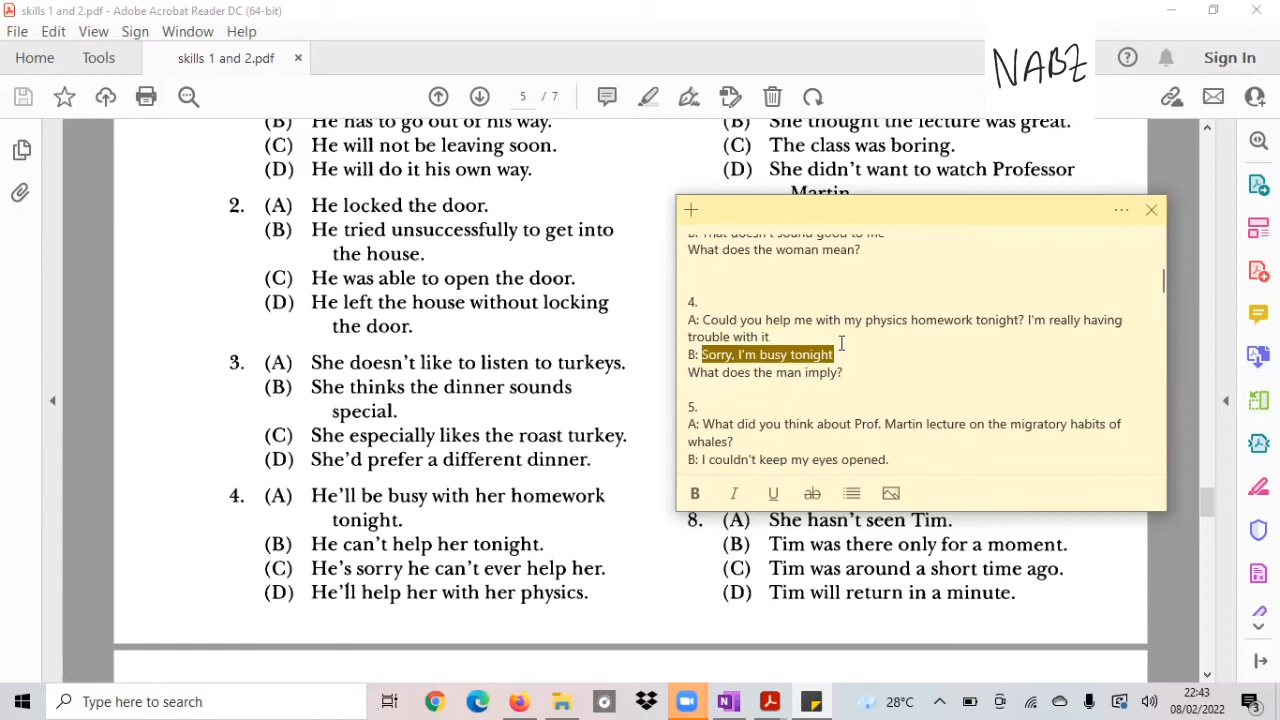 skills 1 and 2.pdf - Adobe Acrobat Reader DC (64-bit)
File Edit View Sign Window Help
Home Tools skills 1 and 2.pdf × Sign In
NABZ
5 / 7
(B) He has to go out of his way.
(C) He will not be leaving soon.
(D) He will do it his own way.
2. (A) He locked the door.
(B) He tried unsuccessfully to get into
the house.
(C) He was able to open the door.
(D) He left the house without locking
the door.
3. (A) She doesn't like to listen to turkeys.
(B) She thinks the dinner sounds
special.
(C) She especially likes the roast turkey.
(D) She'd prefer a different dinner.
4. (A) He'll be busy with her homework
tonight.
(B) He can't help her tonight.
(C) He's sorry he can't ever help her.
(D) He'll help her with her physics.
(B) She thought the lecture was great.
(C) The class was boring.
(D) She didn't want to watch Professor
Martin.
B: That doesn't sound good to me
What does the woman mean?
4.
A: Could you help me with my physics homework tonight? I'm really having
trouble with it
B: Sorry, I'm busy tonight
What does the man imply?
5.
A: What did you think about Prof. Martin lecture on the migratory habits of
whales?
B: I couldn't keep my eyes opened.
B I U ab
8. (A) She hasn't seen Tim.
(B) Tim was there only for a moment.
(C) Tim was around a short time ago.
(D) Tim will return in a minute.
Type here to search
28°C
22:43
08/02/2022
3